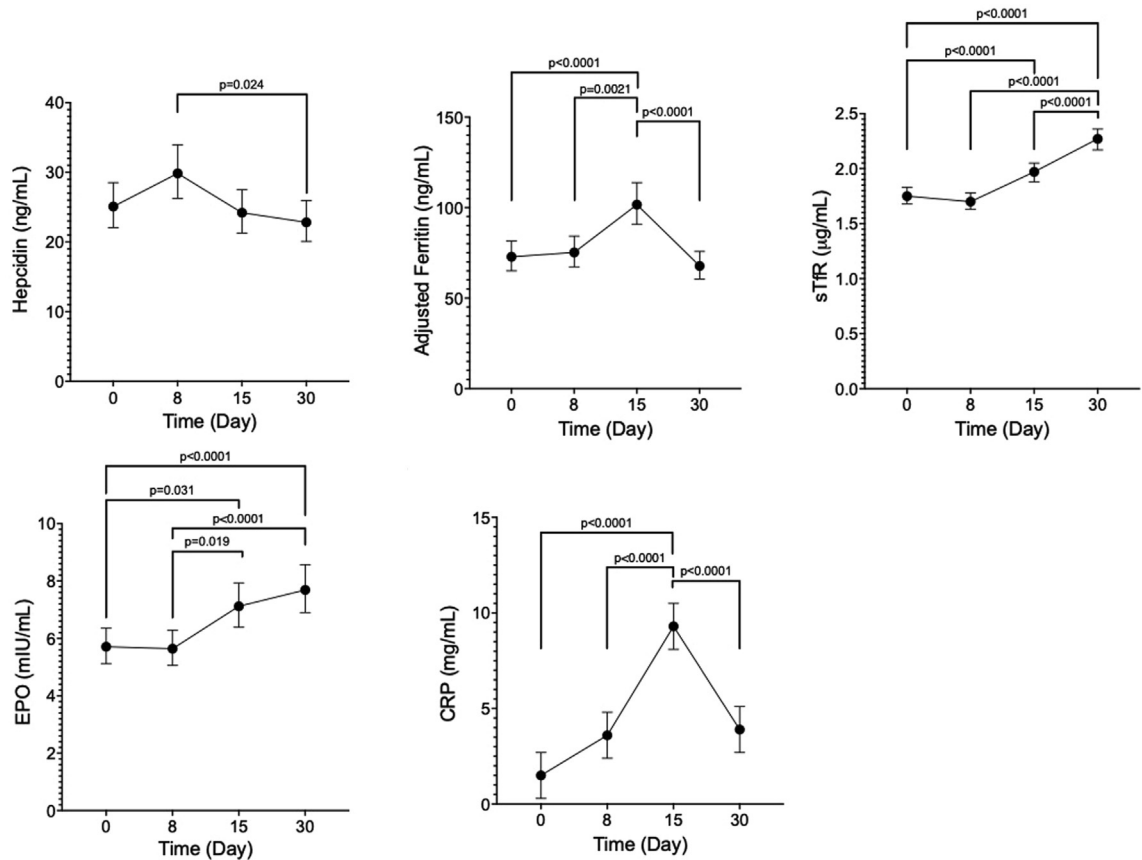 p=0.024
Hepcidin (ng/mL)
40
30
20
10
0
0 8 15 30
Time (Day)
p<0.0001
p=0.0021
p<0.0001
Adjusted Ferritin (ng/mL)
150
100
50
0
0 8 15 30
Time (Day)
p<0.0001
p<0.0001
p<0.0001
p<0.0001
sTfR (μg/mL)
2.5
2.0
1.5
1.0
0.5
0.0
0 8 15 30
Time (Day)
p<0.0001
p=0.031
p<0.0001
p=0.019
EPO (mIU/mL)
10
8
6
4
2
0
0 8 15 30
Time (Day)
p<0.0001
p<0.0001
p<0.0001
CRP (mg/mL)
15
10
5
0
0 8 15 30
Time (Day)